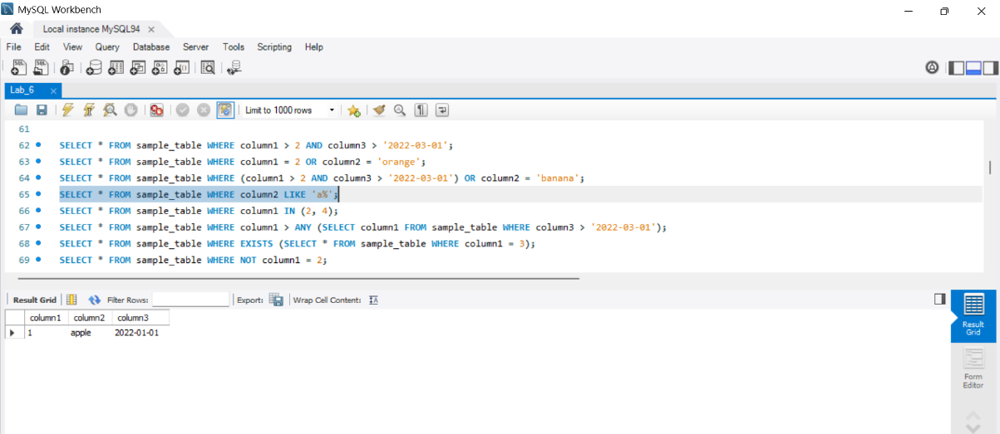 MySQL Workbench
Local instance MySQL94
File Edit View Query Database Server Tools Scripting Help
Lab_6
Limit to 1000 rows
61
62 SELECT * FROM sample_table WHERE column1 > 2 AND column3 > '2022-03-01';
63 SELECT * FROM sample_table WHERE column1 = 2 OR column2 = 'orange';
64 SELECT * FROM sample_table WHERE (column1 > 2 AND column3 > '2022-03-01') OR column2 = 'banana';
65 SELECT * FROM sample_table WHERE column2 LIKE 'a%';
66 SELECT * FROM sample_table WHERE column1 IN (2, 4);
67 SELECT * FROM sample_table WHERE column1 > ANY (SELECT column1 FROM sample_table WHERE column3 > '2022-03-01');
68 SELECT * FROM sample_table WHERE EXISTS (SELECT * FROM sample_table WHERE column1 = 3);
69 SELECT * FROM sample_table WHERE NOT column1 = 2;
Result Grid Filter Rows: Export: Wrap Cell Content:
column1 column2 column3
1 apple 2022-01-01
Result
Grid
Form
Editor